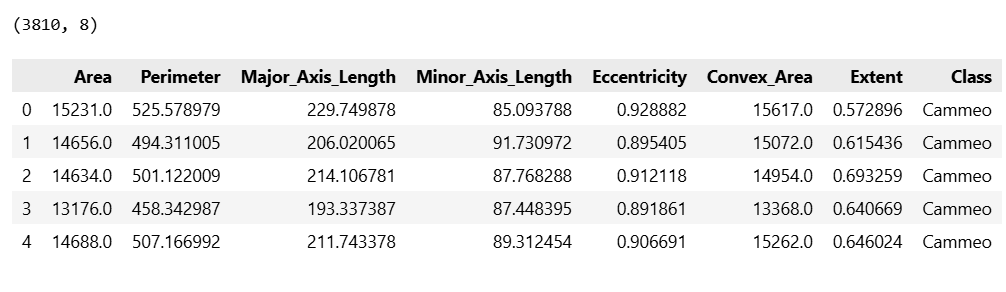 (3810, 8)
Area Perimeter Major_Axis_Length Minor_Axis_Length Eccentricity Convex_Area Extent Class
0 15231.0 525.578979 229.749878 85.093788 0.928882 15617.0 0.572896 Cammeo
1 14656.0 494.311005 206.020065 91.730972 0.895405 15072.0 0.615436 Cammeo
2 14634.0 501.122009 214.106781 87.768288 0.912118 14954.0 0.693259 Cammeo
3 13176.0 458.342987 193.337387 87.448395 0.891861 13368.0 0.640669 Cammeo
4 14688.0 507.166992 211.743378 89.312454 0.906691 15262.0 0.646024 Cammeo